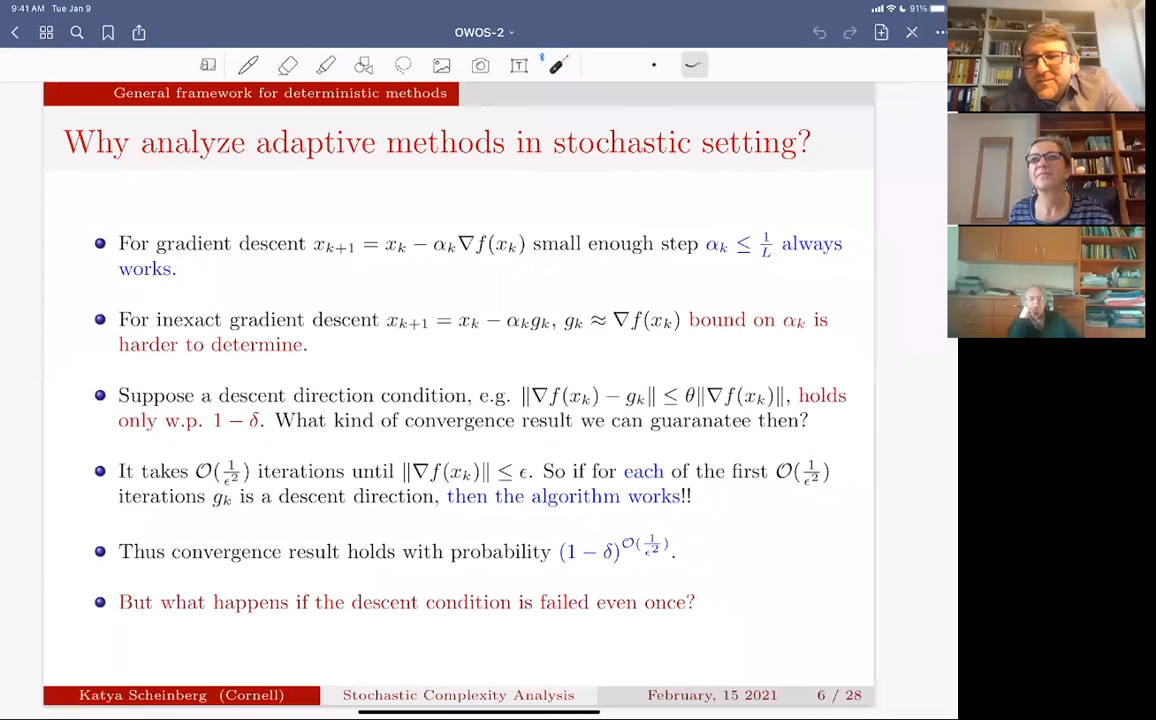 9:41 AM Tue Jan 9
91%
OWOS-2
General framework for deterministic methods
Why analyze adaptive methods in stochastic setting?
For gradient descent xₖ₊₁ = xₖ − αₖ∇f(xₖ) small enough step αₖ ≤ 1/L always
works.
For inexact gradient descent xₖ₊₁ = xₖ − αₖgₖ, gₖ ≈ ∇f(xₖ) bound on αₖ is
harder to determine.
Suppose a descent direction condition, e.g. ‖∇f(xₖ) − gₖ‖ ≤ θ‖∇f(xₖ)‖, holds
only w.p. 1 − δ. What kind of convergence result we can guaranatee then?
It takes 𝒪(1/ϵ²) iterations until ‖∇f(xₖ)‖ ≤ ϵ. So if for each of the first 𝒪(1/ϵ²)
iterations gₖ is a descent direction, then the algorithm works!!
Thus convergence result holds with probability (1 − δ)^𝒪(1/ϵ²).
But what happens if the descent condition is failed even once?
Katya Scheinberg (Cornell) Stochastic Complexity Analysis February, 15 2021 6 / 28